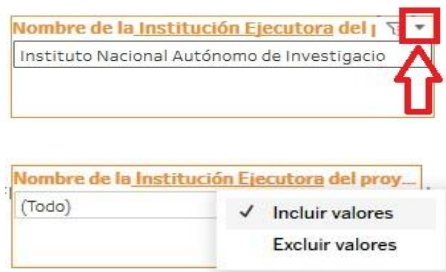 Nombre de la Institución Ejecutora del
Instituto Nacional Autónomo de Investigacio
Nombre de la Institución Ejecutora del proy...
(Todo)
✓ Incluir valores
Excluir valores